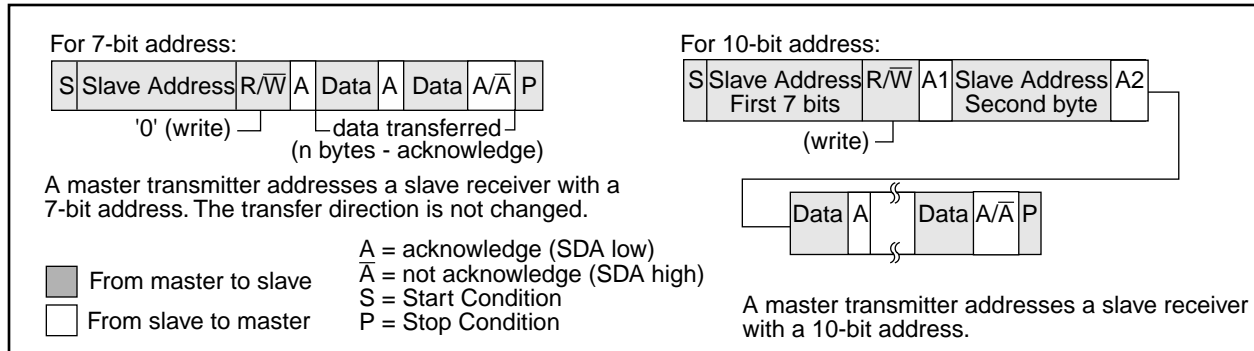 For 7-bit address:
S Slave Address R/W̅ A Data A Data A/A̅ P
'0' (write)
data transferred
(n bytes - acknowledge)
A master transmitter addresses a slave receiver with a
7-bit address. The transfer direction is not changed.
From master to slave
From slave to master
A = acknowledge (SDA low)
A̅ = not acknowledge (SDA high)
S = Start Condition
P = Stop Condition
For 10-bit address:
S Slave Address First 7 bits R/W̅ A1 Slave Address Second byte A2
(write)
Data A Data A/A̅ P
A master transmitter addresses a slave receiver
with a 10-bit address.